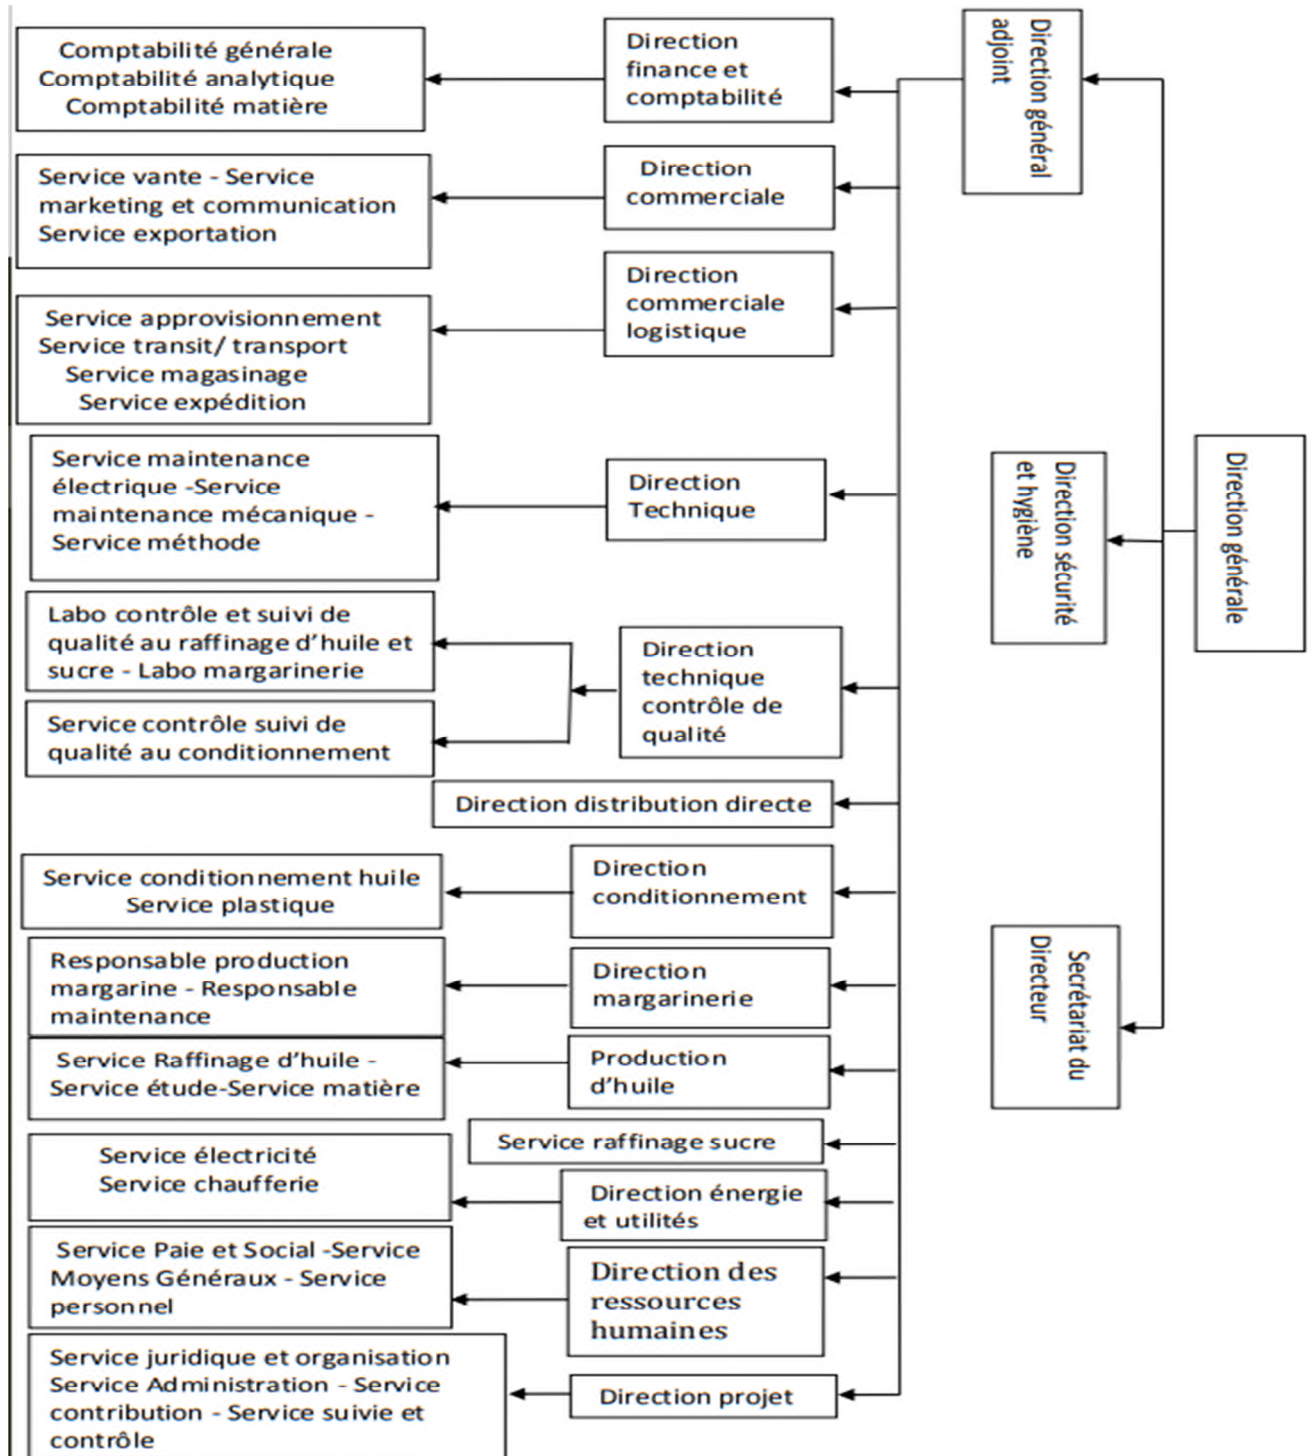 Direction générale
Direction général
adjoint
Direction sécurité
et hygiène
Secrétariat du
Directeur
Direction
finance et
comptabilité
Comptabilité générale
Comptabilité analytique
Comptabilité matière
Direction
commerciale
Service vante - Service
marketing et communication
Service exportation
Direction
commerciale
logistique
Service approvisionnement
Service transit/ transport
Service magasinage
Service expédition
Direction
Technique
Service maintenance
électrique -Service
maintenance mécanique -
Service méthode
Direction
technique
contrôle de
qualité
Labo contrôle et suivi de
qualité au raffinage d’huile et
sucre - Labo margarinerie
Service contrôle suivi de
qualité au conditionnement
Direction distribution directe
Direction
conditionnement
Service conditionnement huile
Service plastique
Direction
margarinerie
Responsable production
margarine - Responsable
maintenance
Production
d’huile
Service Raffinage d’huile -
Service étude-Service matière
Service raffinage sucre
Direction énergie
et utilités
Service électricité
Service chaufferie
Direction des
ressources
humaines
Service Paie et Social -Service
Moyens Généraux - Service
personnel
Direction projet
Service juridique et organisation
Service Administration - Service
contribution - Service suivie et
contrôle